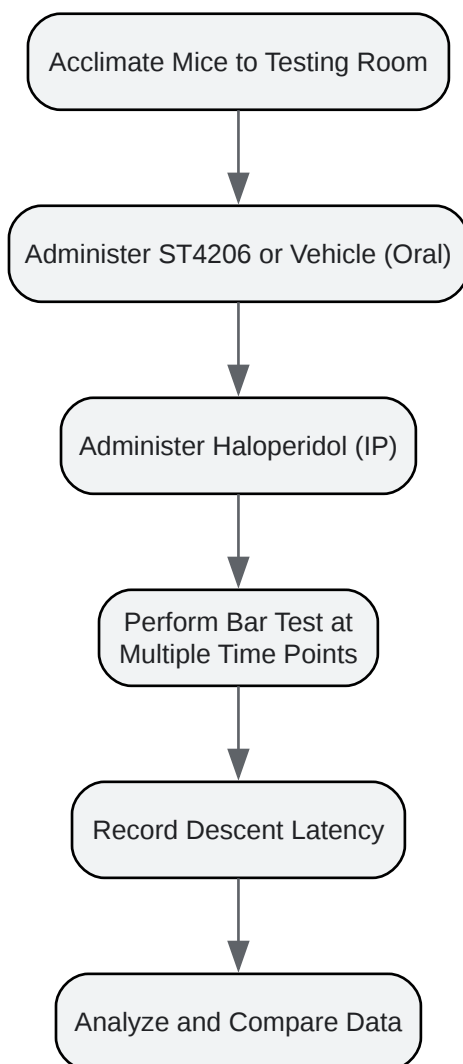 Acclimate Mice to Testing Room
Administer ST4206 or Vehicle (Oral)
Administer Haloperidol (IP)
Perform Bar Test at
Multiple Time Points
Record Descent Latency
Analyze and Compare Data